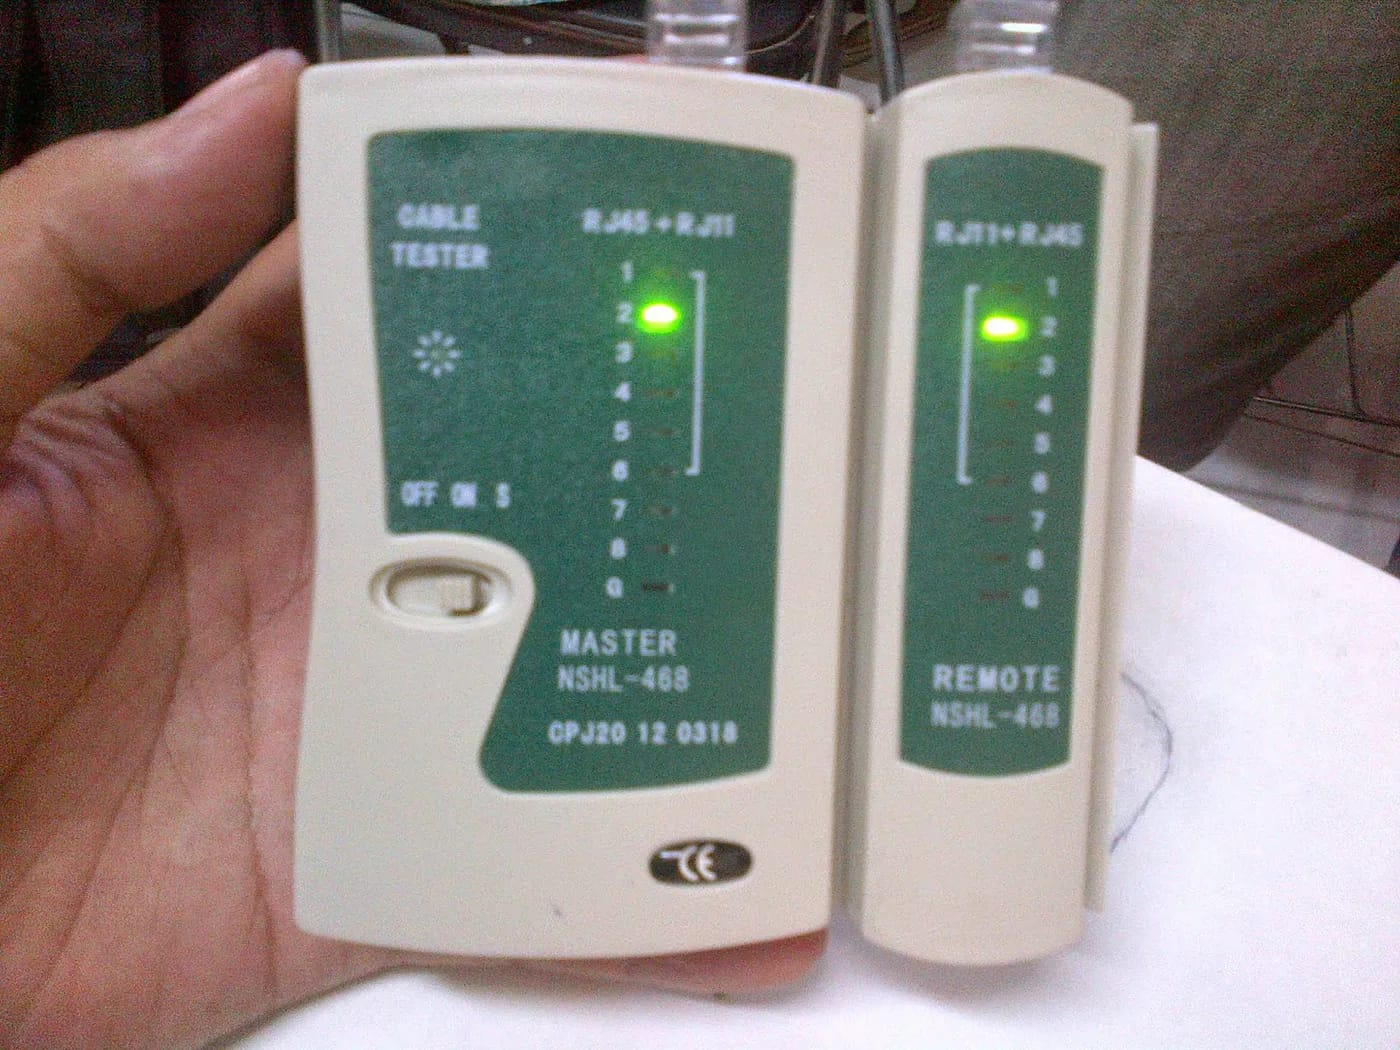 CABLE
TESTER
RJ45+RJ11
1
2
3
4
5
6
7
8
G
OFF ON S
MASTER
NSHL-468
CPJ20 12 0318
CE
RJ11+RJ45
1
2
3
4
5
6
7
8
G
REMOTE
NSHL-468